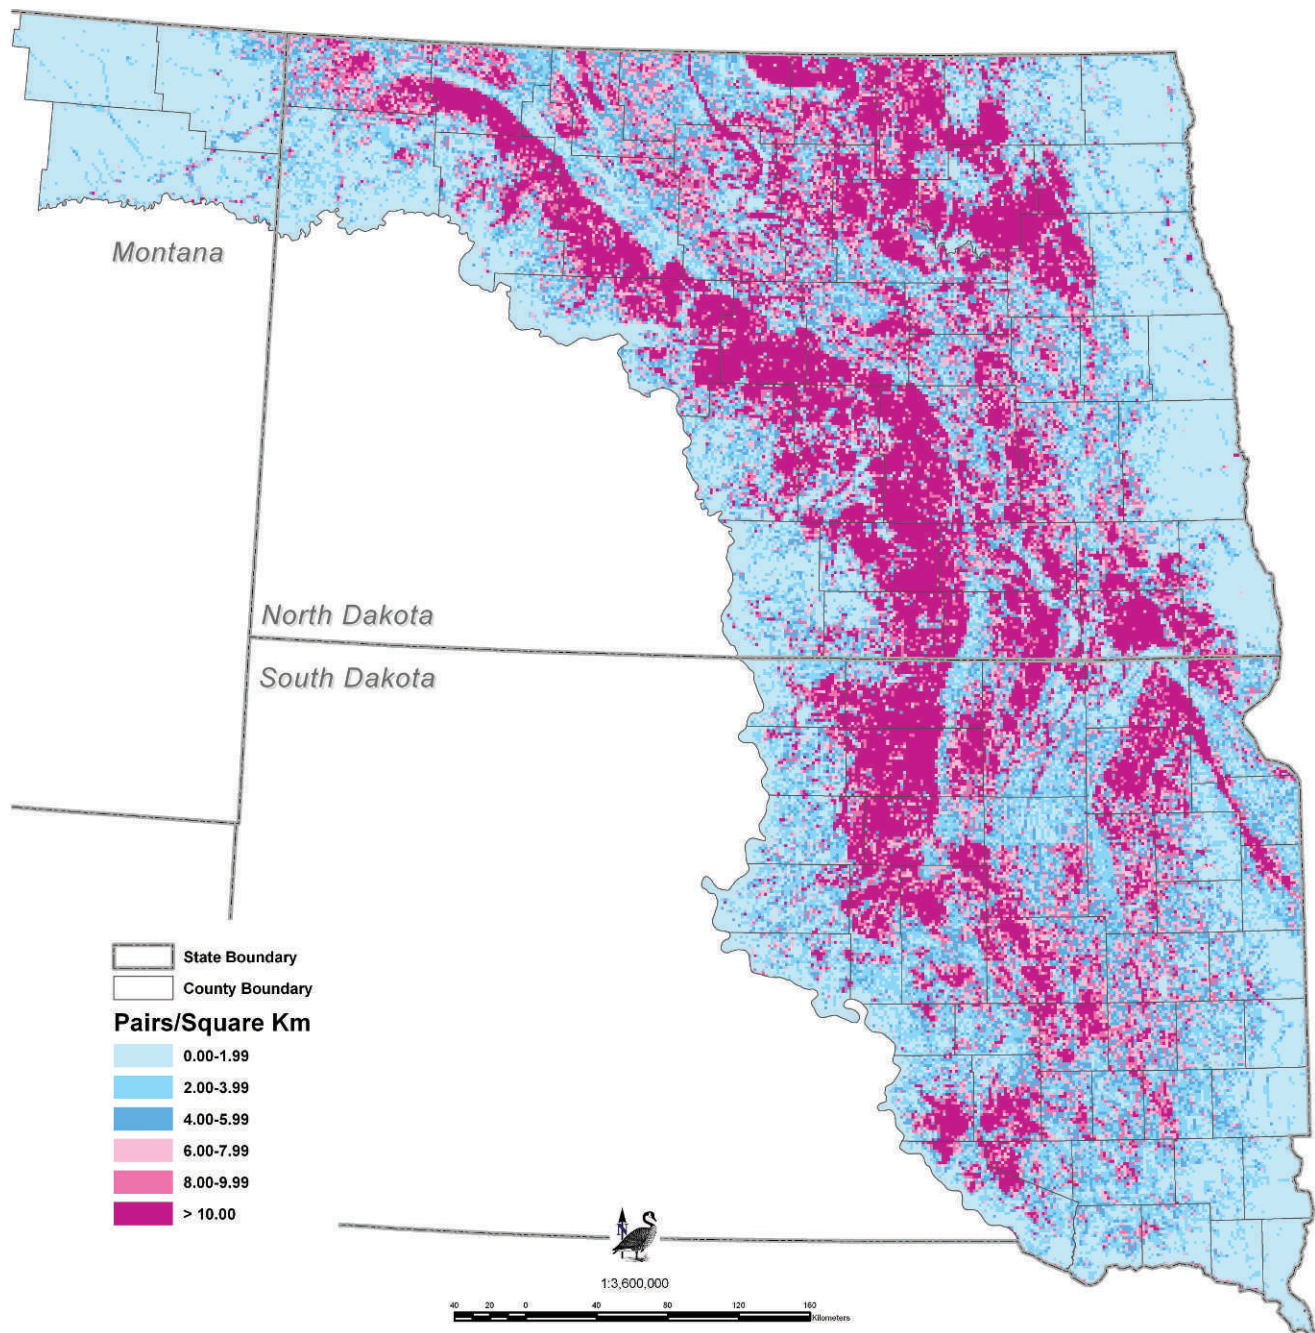 Montana
North Dakota
South Dakota
State Boundary
County Boundary
Pairs/Square Km
0.00-1.99
2.00-3.99
4.00-5.99
6.00-7.99
8.00-9.99
> 10.00
N
1:3,600,000
40 20 0 40 80 120 160
Kilometers